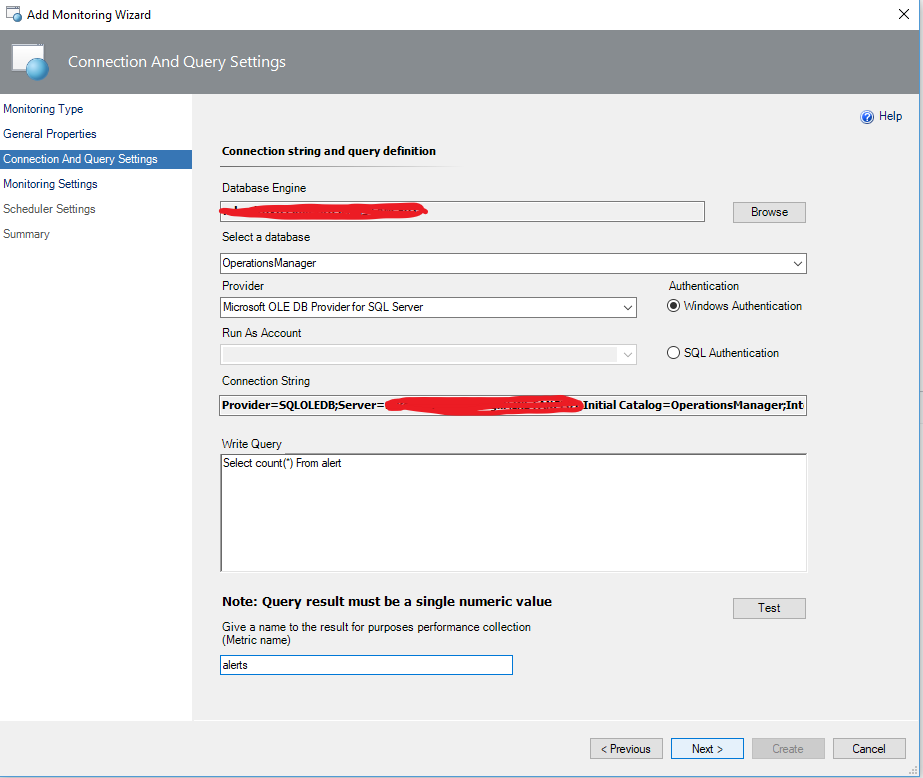 Add Monitoring Wizard
Connection And Query Settings
Monitoring Type
General Properties
Connection And Query Settings
Monitoring Settings
Scheduler Settings
Summary
Help
Connection string and query definition
Database Engine
Browse
Select a database
OperationsManager
Provider
Authentication
Microsoft OLE DB Provider for SQL Server
Windows Authentication
Run As Account
SQL Authentication
Connection String
Provider=SQLOLEDB;Server= Initial Catalog=OperationsManager;Inte
Write Query
Select count(*) From alert
Note: Query result must be a single numeric value
Test
Give a name to the result for purposes performance collection
(Metric name)
alerts
< Previous
Next >
Create
Cancel